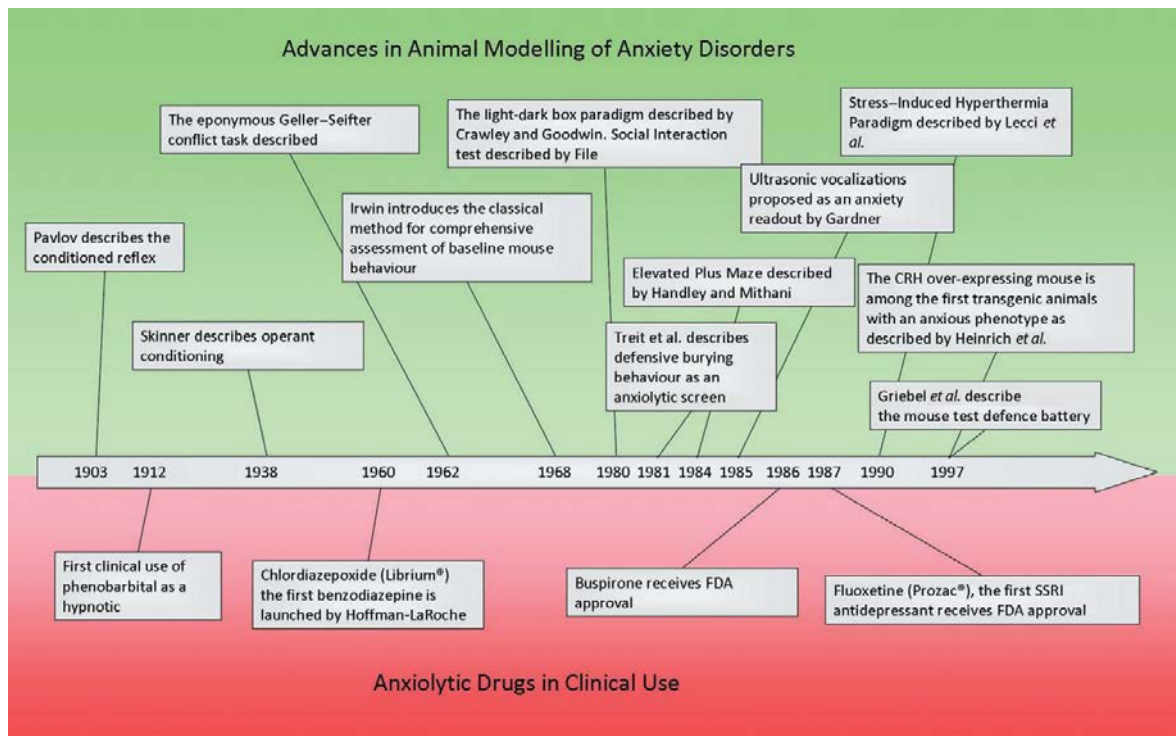 Advances in Animal Modelling of Anxiety Disorders
The eponymous Geller–Seifter
conflict task described
The light-dark box paradigm described by
Crawley and Goodwin. Social Interaction
test described by File
Stress–Induced Hyperthermia
Paradigm described by Lecci et
al.
Ultrasonic vocalizations
proposed as an anxiety
readout by Gardner
Irwin introduces the classical
method for comprehensive
assessment of baseline mouse
behaviour
Pavlov describes the
conditioned reflex
Elevated Plus Maze described
by Handley and Mithani
The CRH over-expressing mouse is
among the first transgenic animals
with an anxious phenotype as
described by Heinrich et al.
Skinner describes operant
conditioning
Treit et al. describes
defensive burying
behaviour as an
anxiolytic screen
Griebel et al. describe
the mouse test defence battery
1903 1912 1938 1960 1962 1968 1980 1981 1984 1985 1986 1987 1990 1997
First clinical use of
phenobarbital as a
hypnotic
Chlordiazepoxide (Librium®)
the first benzodiazepine is
launched by Hoffman-LaRoche
Buspirone receives FDA
approval
Fluoxetine (Prozac®), the first SSRI
antidepressant receives FDA approval
Anxiolytic Drugs in Clinical Use